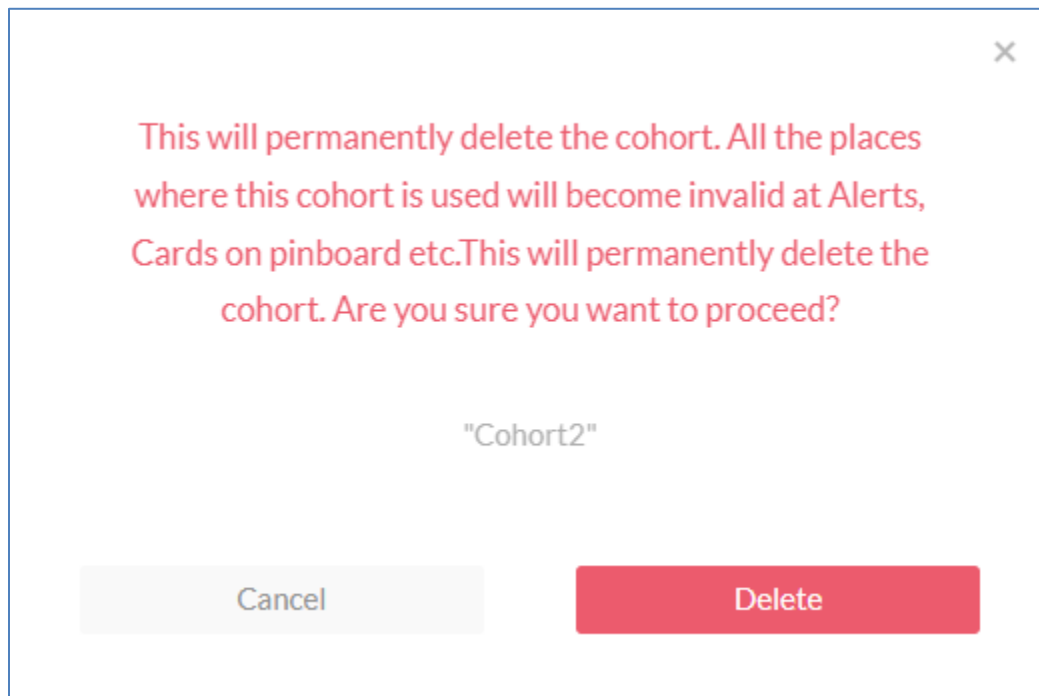 ×
This will permanently delete the cohort. All the places
where this cohort is used will become invalid at Alerts,
Cards on pinboard etc.This will permanently delete the
cohort. Are you sure you want to proceed?
"Cohort2"
Cancel
Delete